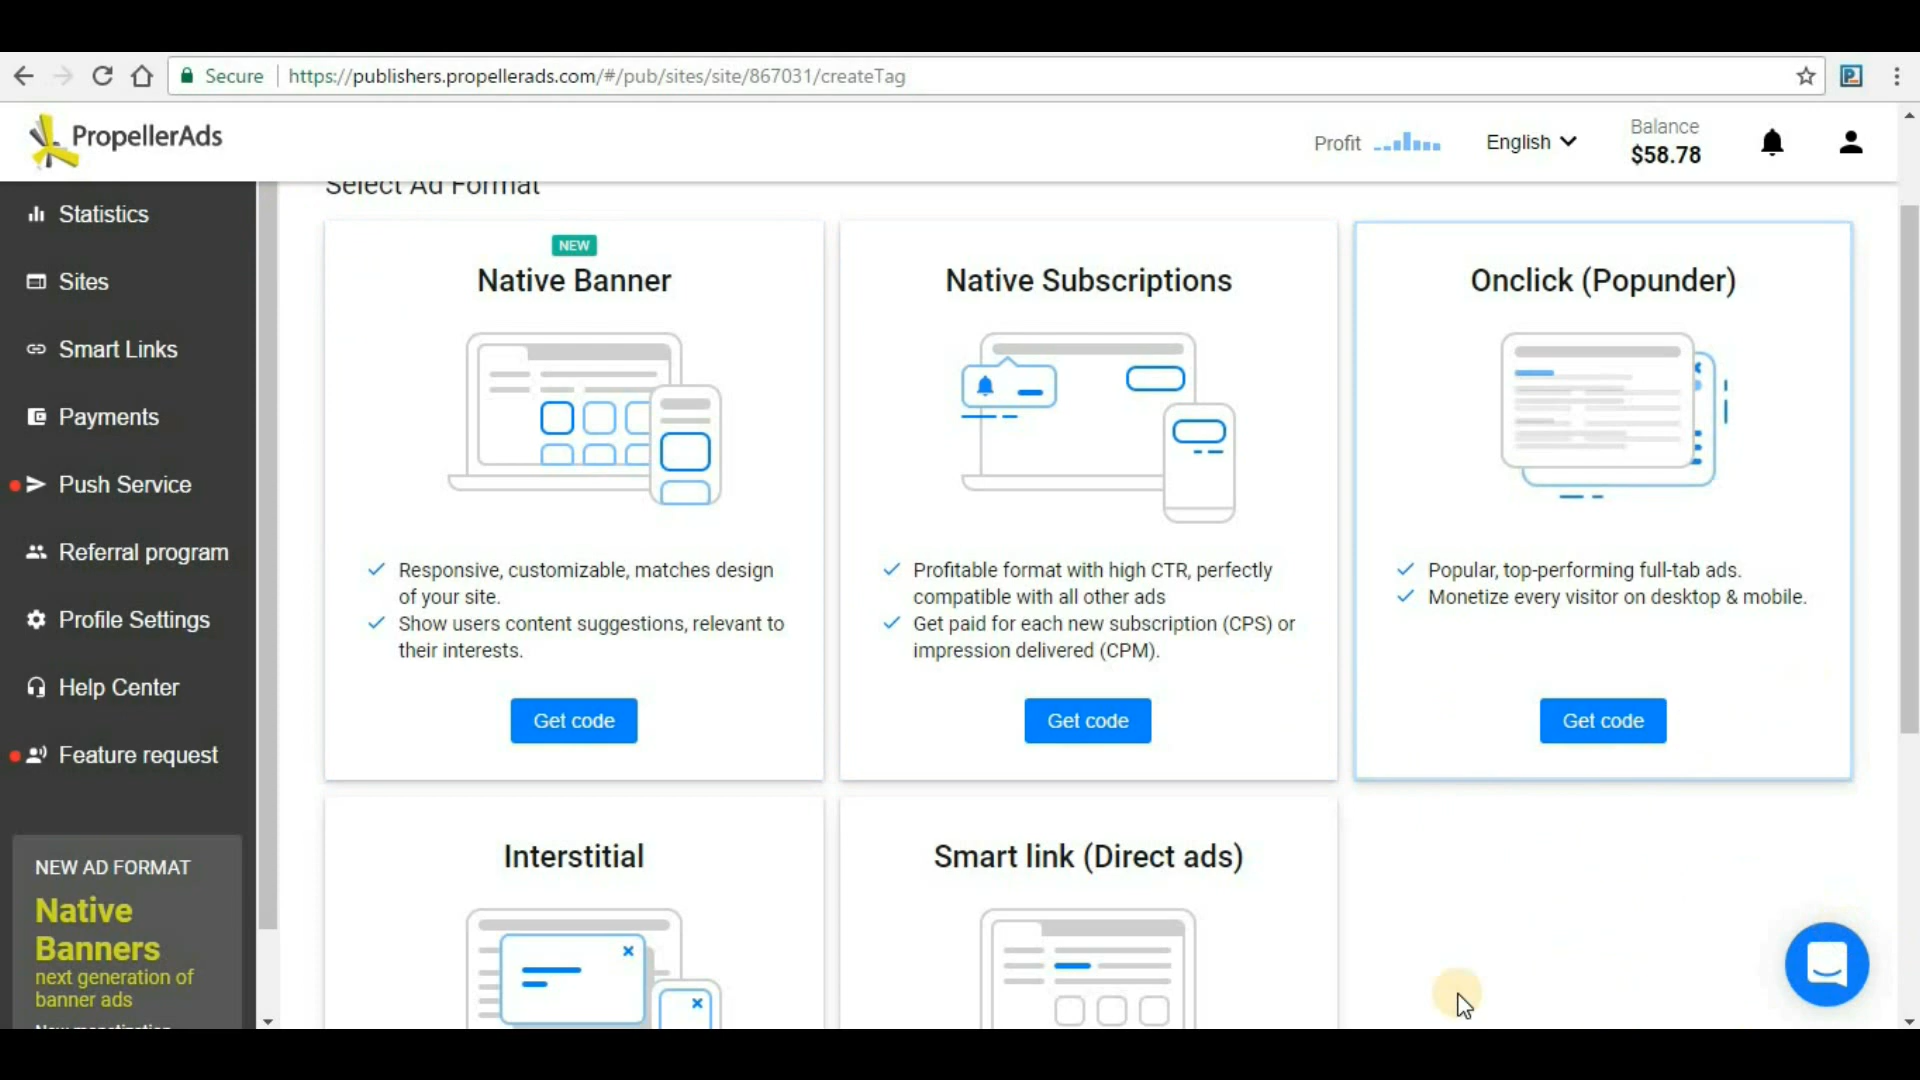 Secure
https://publishers.propellerads.com/#/pub/sites/site/867031/createTag
PropellerAds
Profit
English
Balance
$58.78
Statistics
Sites
Smart Links
Payments
Push Service
Referral program
Profile Settings
Help Center
Feature request
NEW AD FORMAT
Native
Banners
next generation of
banner ads
New monetization
Select Ad Format
NEW
Native Banner
Responsive, customizable, matches design
of your site.
Show users content suggestions, relevant to
their interests.
Get code
Native Subscriptions
Profitable format with high CTR, perfectly
compatible with all other ads
Get paid for each new subscription (CPS) or
impression delivered (CPM).
Get code
Onclick (Popunder)
Popular, top-performing full-tab ads.
Monetize every visitor on desktop & mobile.
Get code
Interstitial
Smart link (Direct ads)